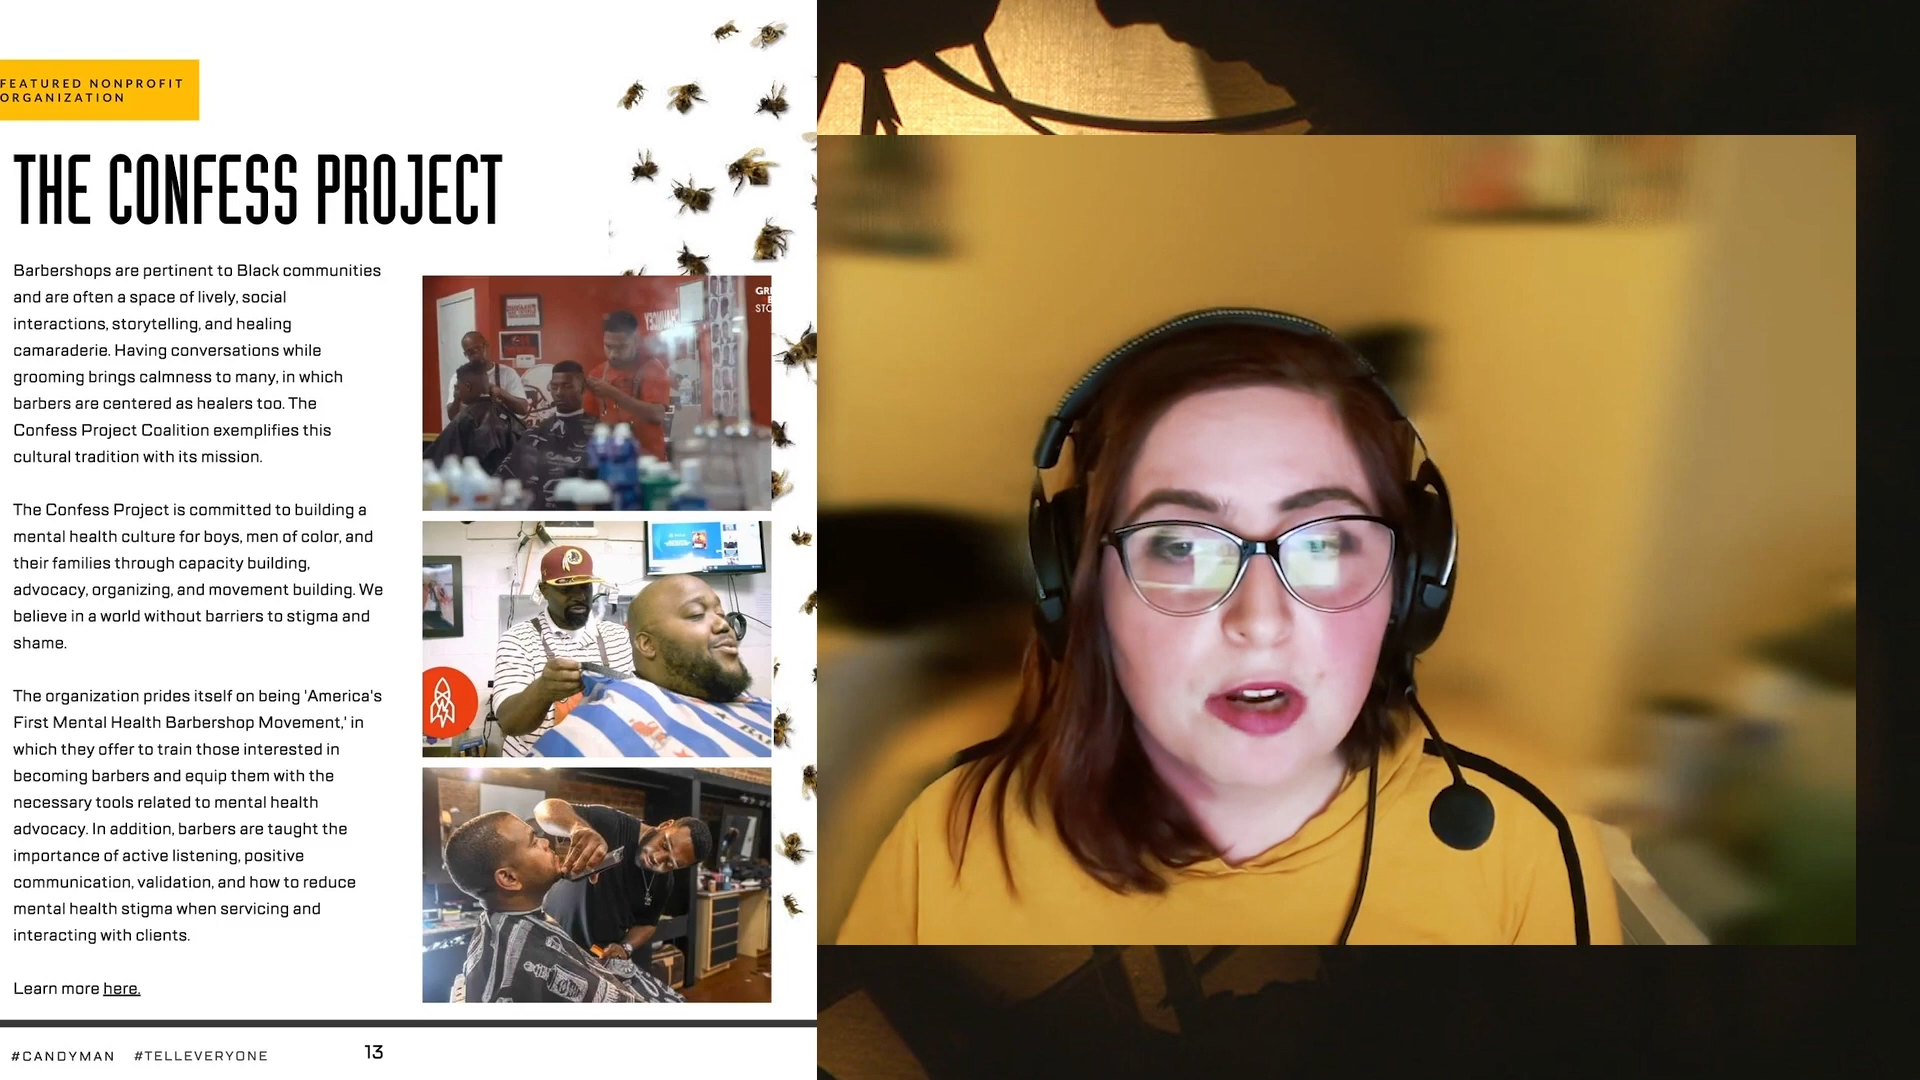 FEATURED NONPROFIT
ORGANIZATION
THE CONFESS PROJECT
Barbershops are pertinent to Black communities
and are often a space of lively, social
interactions, storytelling, and healing
camaraderie. Having conversations while
grooming brings calmness to many, in which
barbers are centered as healers too. The
Confess Project Coalition exemplifies this
cultural tradition with its mission.
The Confess Project is committed to building a
mental health culture for boys, men of color, and
their families through capacity building,
advocacy, organizing, and movement building. We
believe in a world without barriers to stigma and
shame.
The organization prides itself on being 'America's
First Mental Health Barbershop Movement,' in
which they offer to train those interested in
becoming barbers and equip them with the
necessary tools related to mental health
advocacy. In addition, barbers are taught the
importance of active listening, positive
communication, validation, and how to reduce
mental health stigma when servicing and
interacting with clients.
Learn more here.
#CANDYMAN #TELLEVERYONE 13